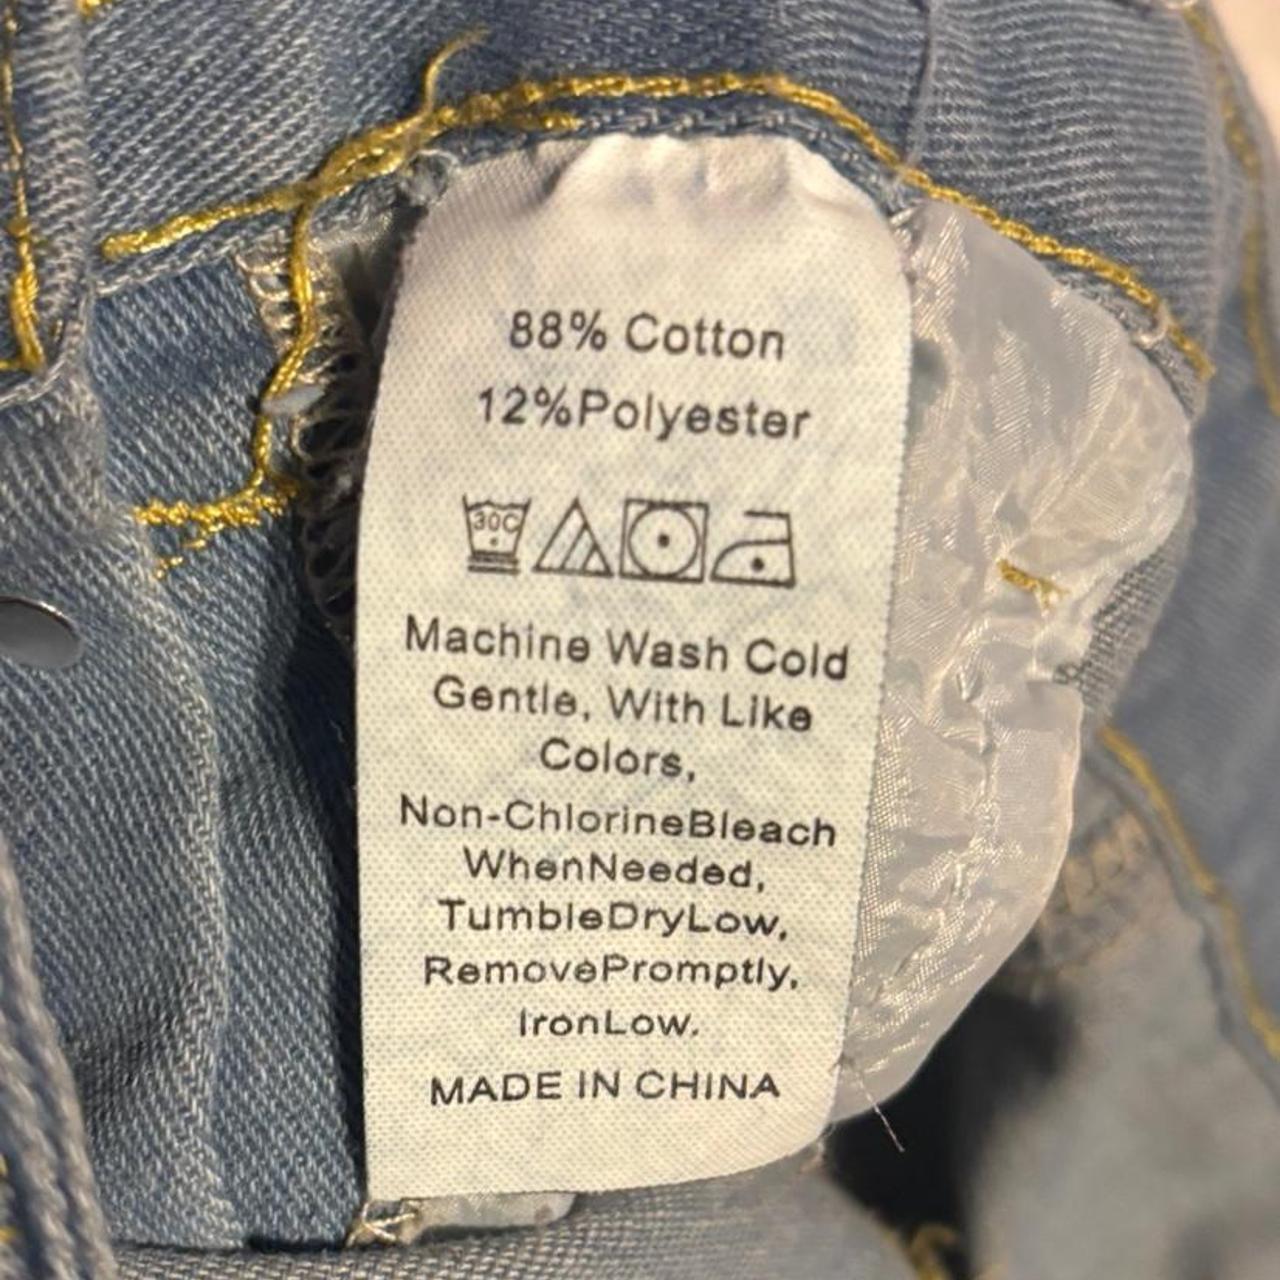 88% Cotton
12%Polyester
30C
Machine Wash Cold
Gentle, With Like
Colors,
Non-ChlorineBleach
WhenNeeded,
TumbleDryLow,
RemovePromptly,
IronLow.
MADE IN CHINA